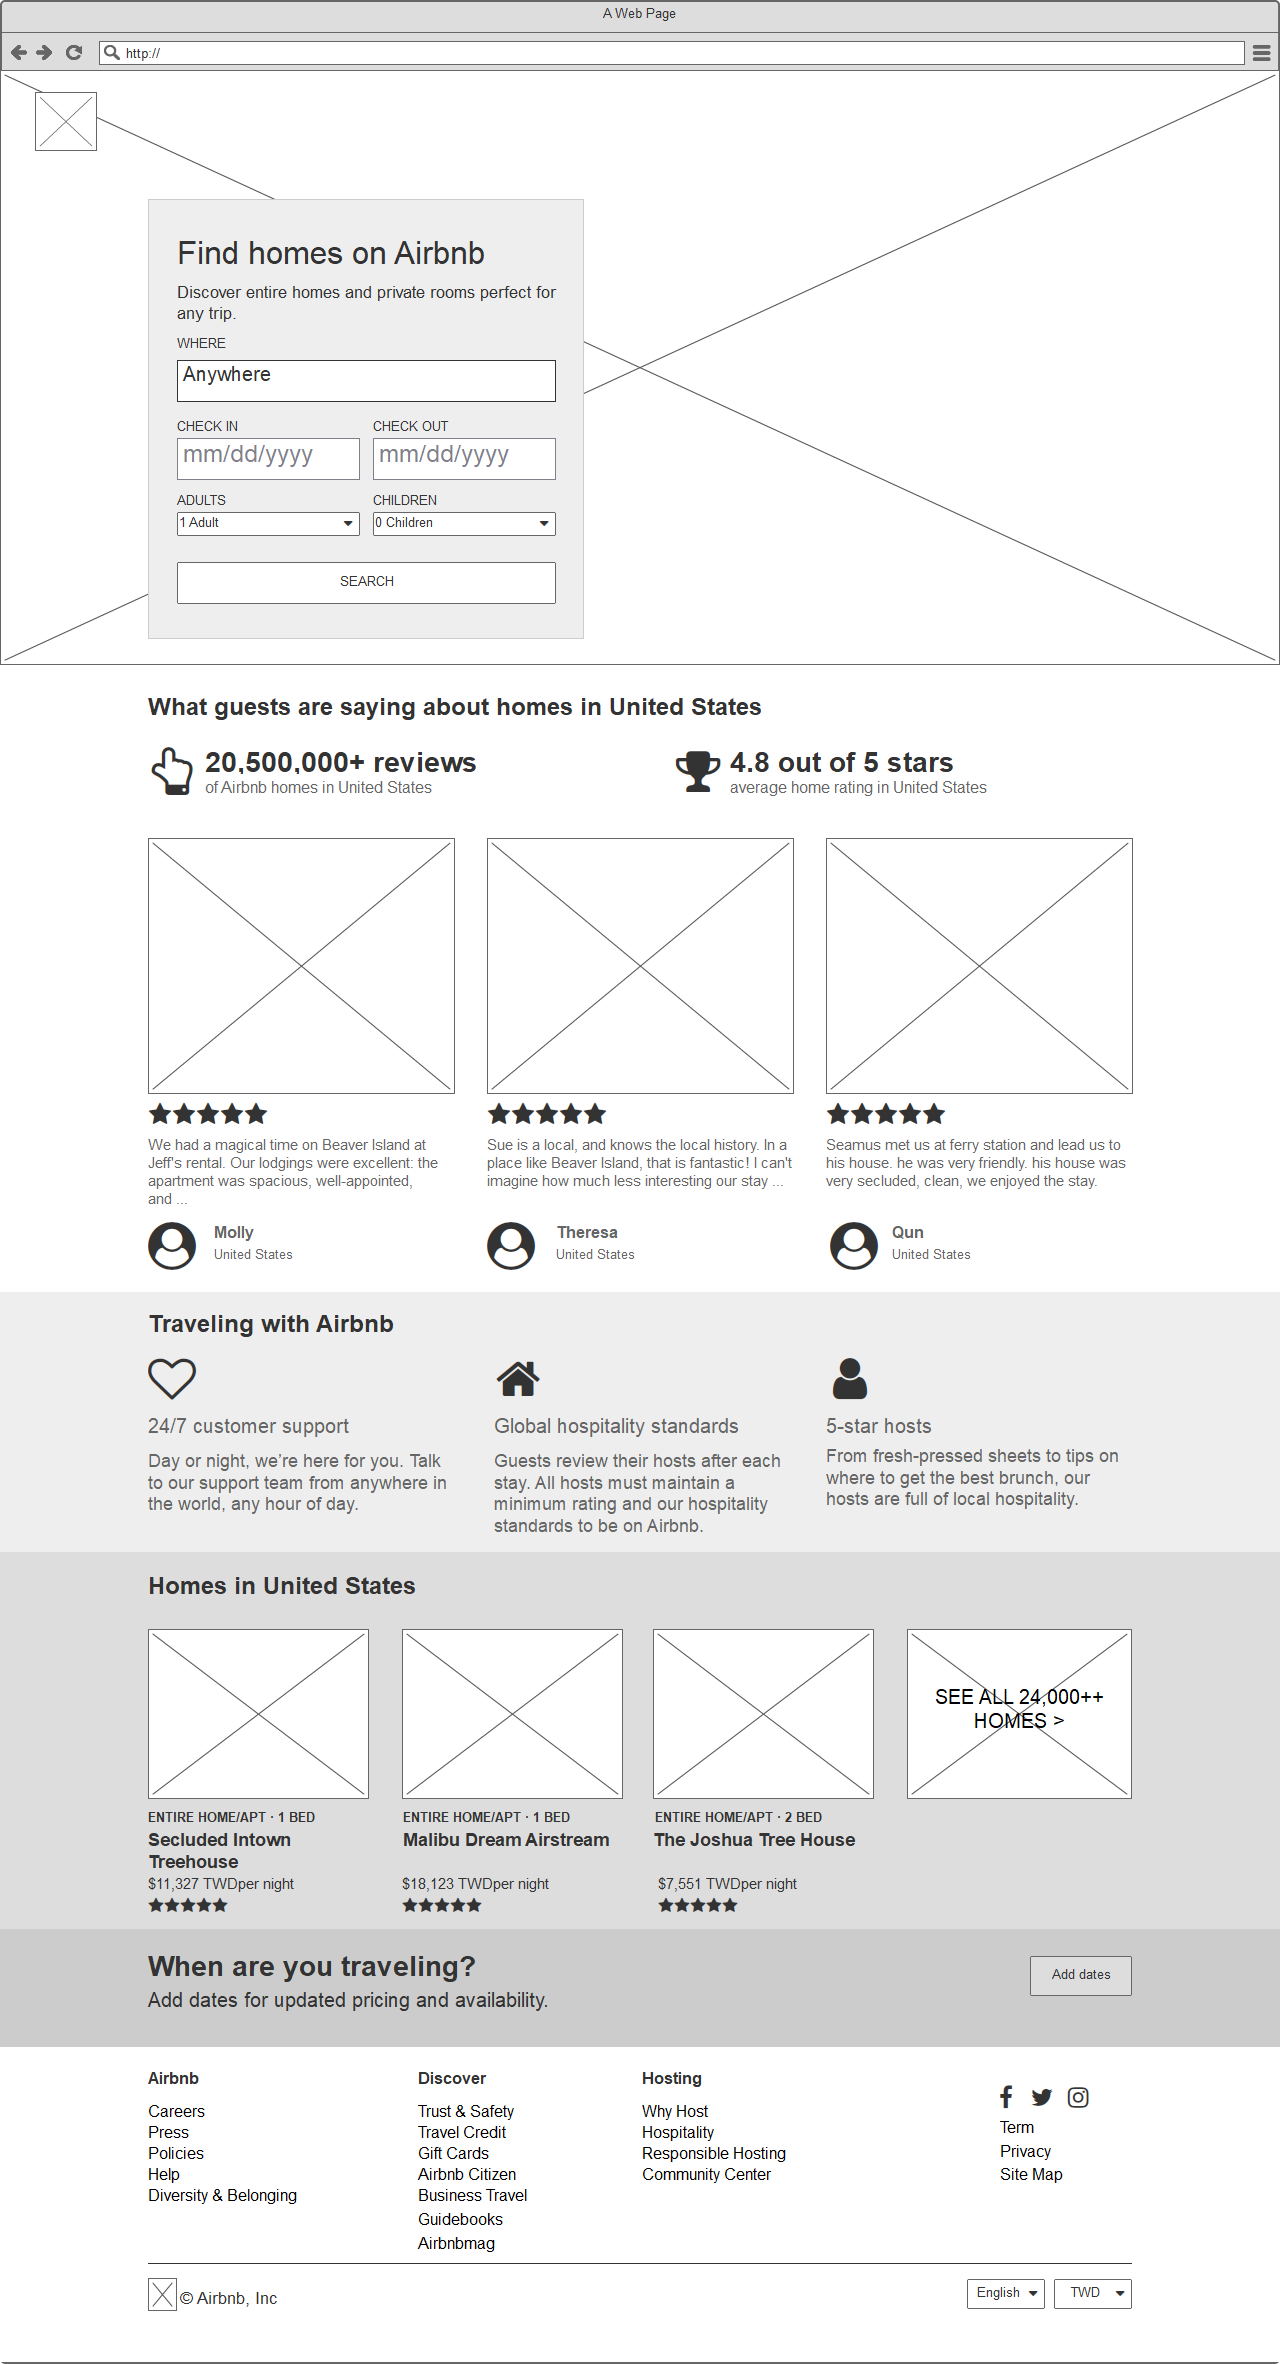 A Web Page
http://
Find homes on Airbnb
Discover entire homes and private rooms perfect for
any trip.
WHERE
Anywhere
CHECK IN
CHECK OUT
mm/dd/yyyy
mm/dd/yyyy
ADULTS
CHILDREN
1 Adult
0 Children
SEARCH
What guests are saying about homes in United States
20,500,000+ reviews
of Airbnb homes in United States
4.8 out of 5 stars
average home rating in United States
We had a magical time on Beaver Island at
Jeff's rental. Our lodgings were excellent: the
apartment was spacious, well-appointed,
and ...
Sue is a local, and knows the local history. In a
place like Beaver Island, that is fantastic! I can't
imagine how much less interesting our stay ...
Seamus met us at ferry station and lead us to
his house. he was very friendly. his house was
very secluded, clean, we enjoyed the stay.
Molly
United States
Theresa
United States
Qun
United States
Traveling with Airbnb
24/7 customer support
Day or night, we’re here for you. Talk
to our support team from anywhere in
the world, any hour of day.
Global hospitality standards
Guests review their hosts after each
stay. All hosts must maintain a
minimum rating and our hospitality
standards to be on Airbnb.
5-star hosts
From fresh-pressed sheets to tips on
where to get the best brunch, our
hosts are full of local hospitality.
Homes in United States
SEE ALL 24,000++
HOMES >
ENTIRE HOME/APT · 1 BED
Secluded Intown
Treehouse
$11,327 TWDper night
ENTIRE HOME/APT · 1 BED
Malibu Dream Airstream
$18,123 TWDper night
ENTIRE HOME/APT · 2 BED
The Joshua Tree House
$7,551 TWDper night
When are you traveling?
Add dates for updated pricing and availability.
Add dates
Airbnb
Careers
Press
Policies
Help
Diversity & Belonging
Discover
Trust & Safety
Travel Credit
Gift Cards
Airbnb Citizen
Business Travel
Guidebooks
Airbnbmag
Hosting
Why Host
Hospitality
Responsible Hosting
Community Center
Term
Privacy
Site Map
© Airbnb, Inc
English
TWD